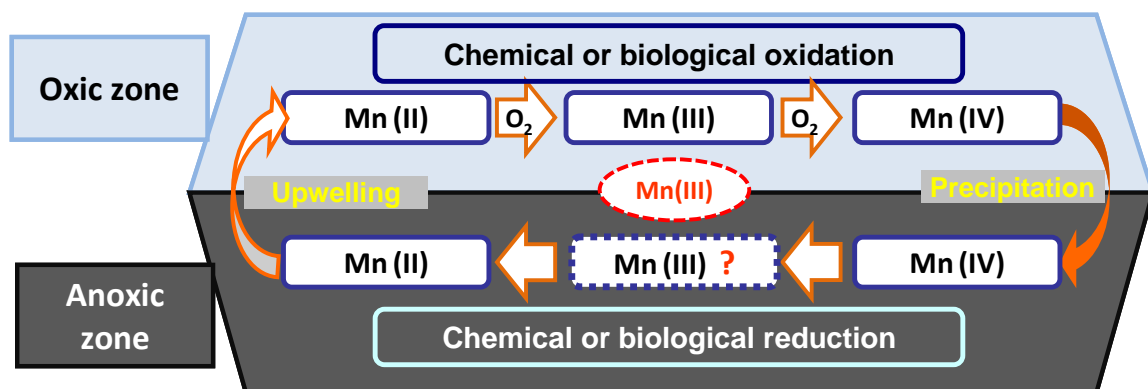 Chemical or biological oxidation
Oxic zone
Mn (II)
O2
Mn (III)
O2
Mn (IV)
Upwelling
Mn(III)
Precipitation
Mn (II)
Mn (III) ?
Mn (IV)
Anoxic
zone
Chemical or biological reduction